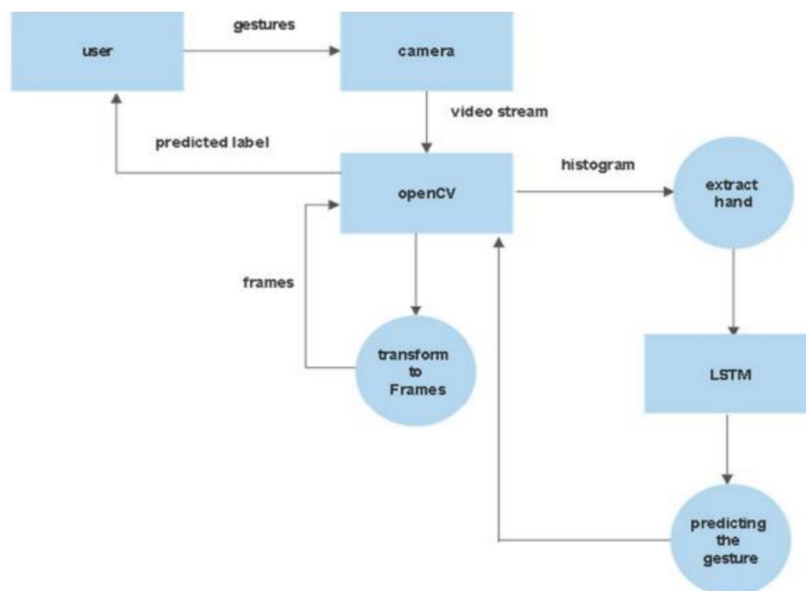 gestures
user
camera
video stream
predicted label
histogram
openCV
extract
hand
frames
transform
to
Frames
LSTM
predicting
the
gesture